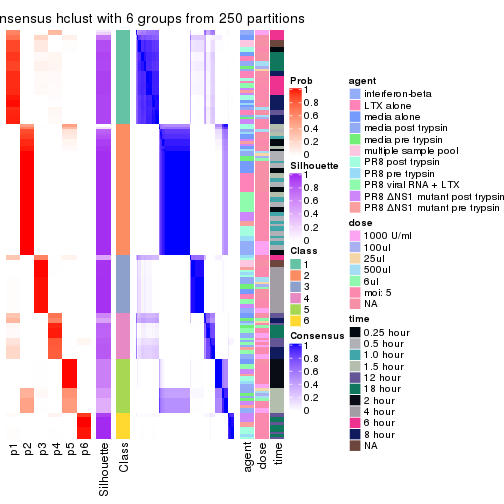 nsensus hclust with 6 groups from 250 partitions
Prob
1
0.8
0.6
0.4
0.2
0
Silhouette
1
0.8
0.6
0.4
0.2
0
Class
1
2
3
4
5
6
Consensus
1
0.8
0.6
0.4
0.2
0
agent
interferon-beta
LTX alone
media alone
media post trypsin
media pre trypsin
multiple sample pool
PR8 post trypsin
PR8 pre trypsin
PR8 viral RNA + LTX
PR8 ΔNS1 mutant post trypsin
PR8 ΔNS1 mutant pre trypsin
dose
1000 U/ml
100ul
25ul
500ul
6ul
moi: 5
NA
time
0.25 hour
0.5 hour
1.0 hour
1.5 hour
12 hour
18 hour
2 hour
4 hour
6 hour
8 hour
NA
p1
p2
p3
p4
p5
p6
Silhouette
Class
agent
dose
time